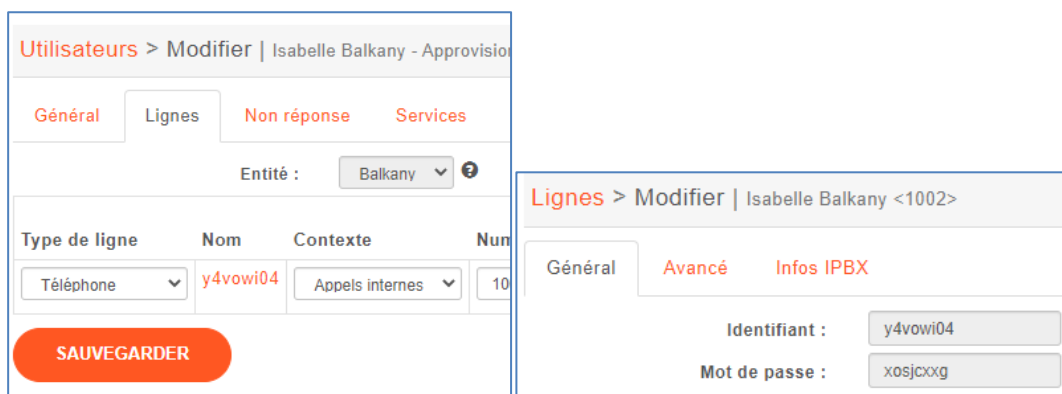 Utilisateurs > Modifier | Isabelle Balkany - Approvision
Général Lignes Non réponse Services
Entité : Balkany
Type de ligne Nom Contexte Num
Téléphone y4vowi04 Appels internes 10
SAUVEGARDER
Lignes > Modifier | Isabelle Balkany <1002>
Général Avancé Infos IPBX
Identifiant : y4vowi04
Mot de passe : xosjcxxg